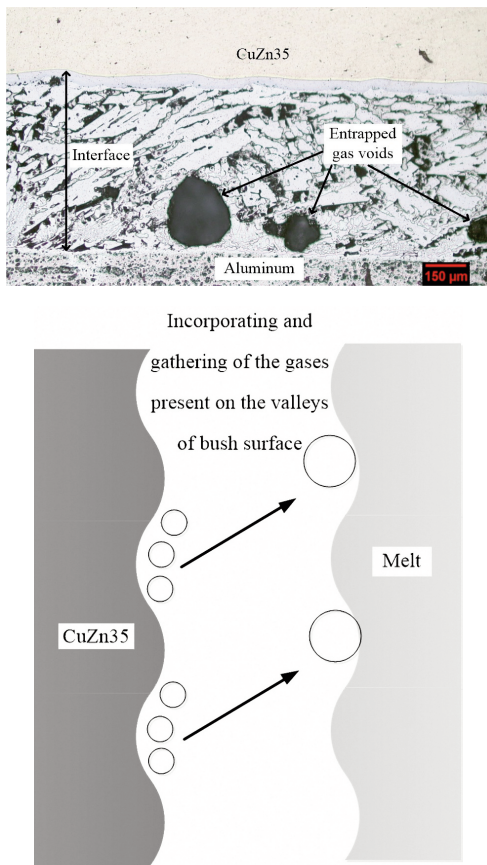 CuZn35
Interface
Entrapped
gas voids
Aluminum
150 µm
Incorporating and
gathering of the gases
present on the valleys
of bush surface
Melt
CuZn35